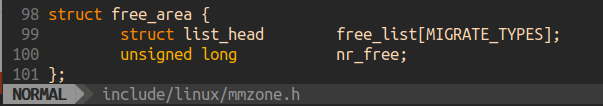 98 struct free_area {
99         struct list_head        free_list[MIGRATE_TYPES];
100         unsigned long           nr_free;
101 };
NORMAL include/linux/mmzone.h